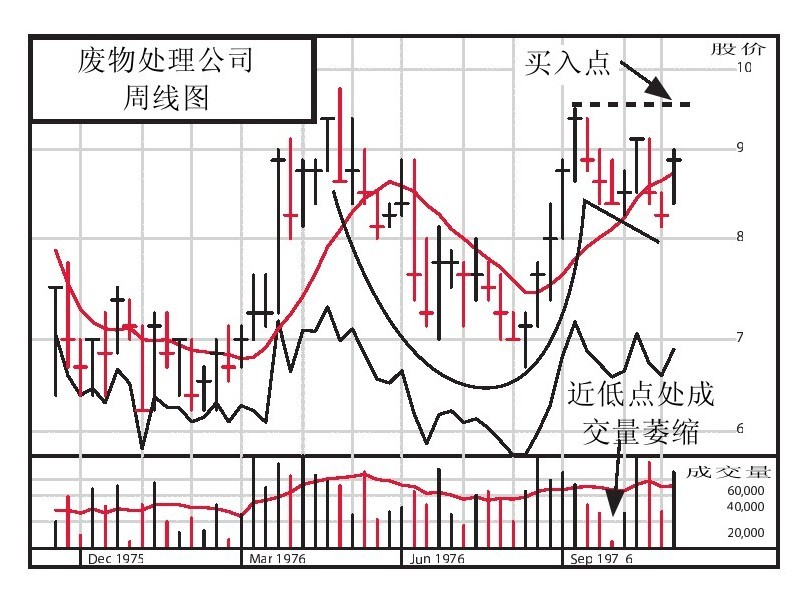 废物处理公司
周线图
买入点
股价
10
9
8
7
6
近低点处成
交量萎缩
成交量
60,000
40,000
20,000
Dec 1975
Mar 1976
Jun 1976
Sep 197 6